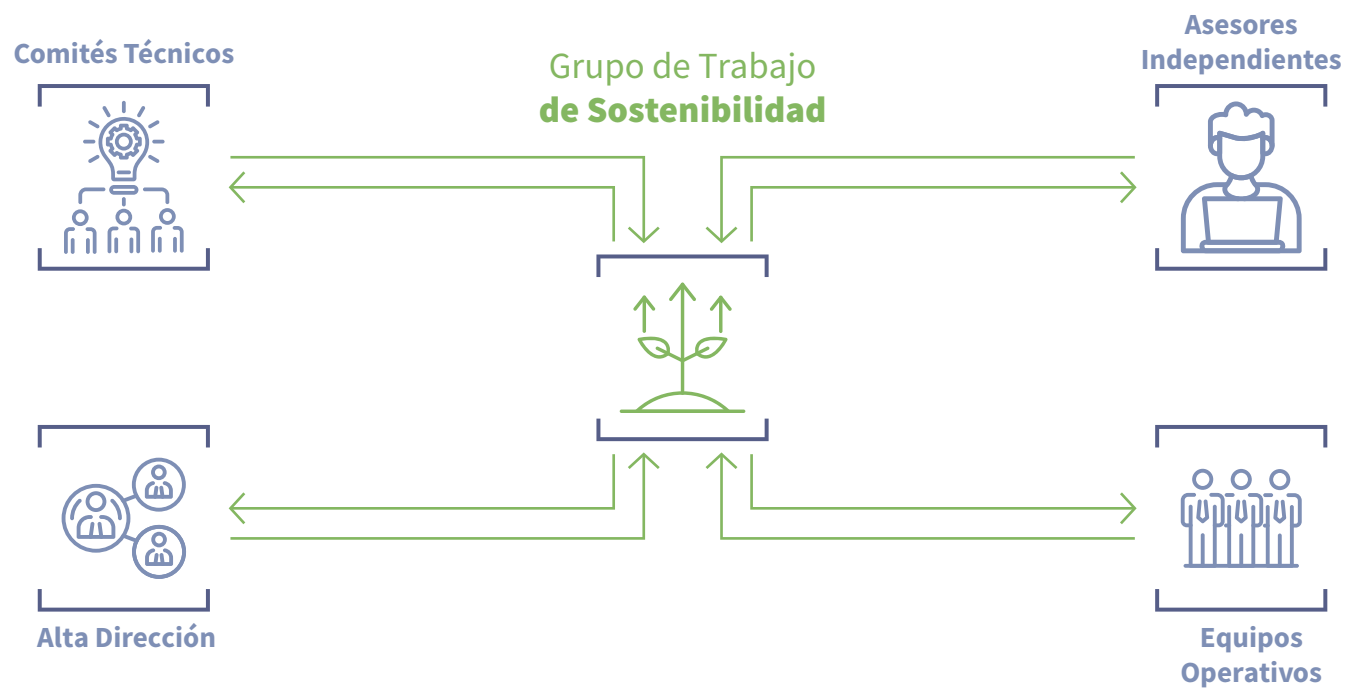 Comités Técnicos
Grupo de Trabajo
de Sostenibilidad
Asesores
Independientes
Alta Dirección
Equipos
Operativos